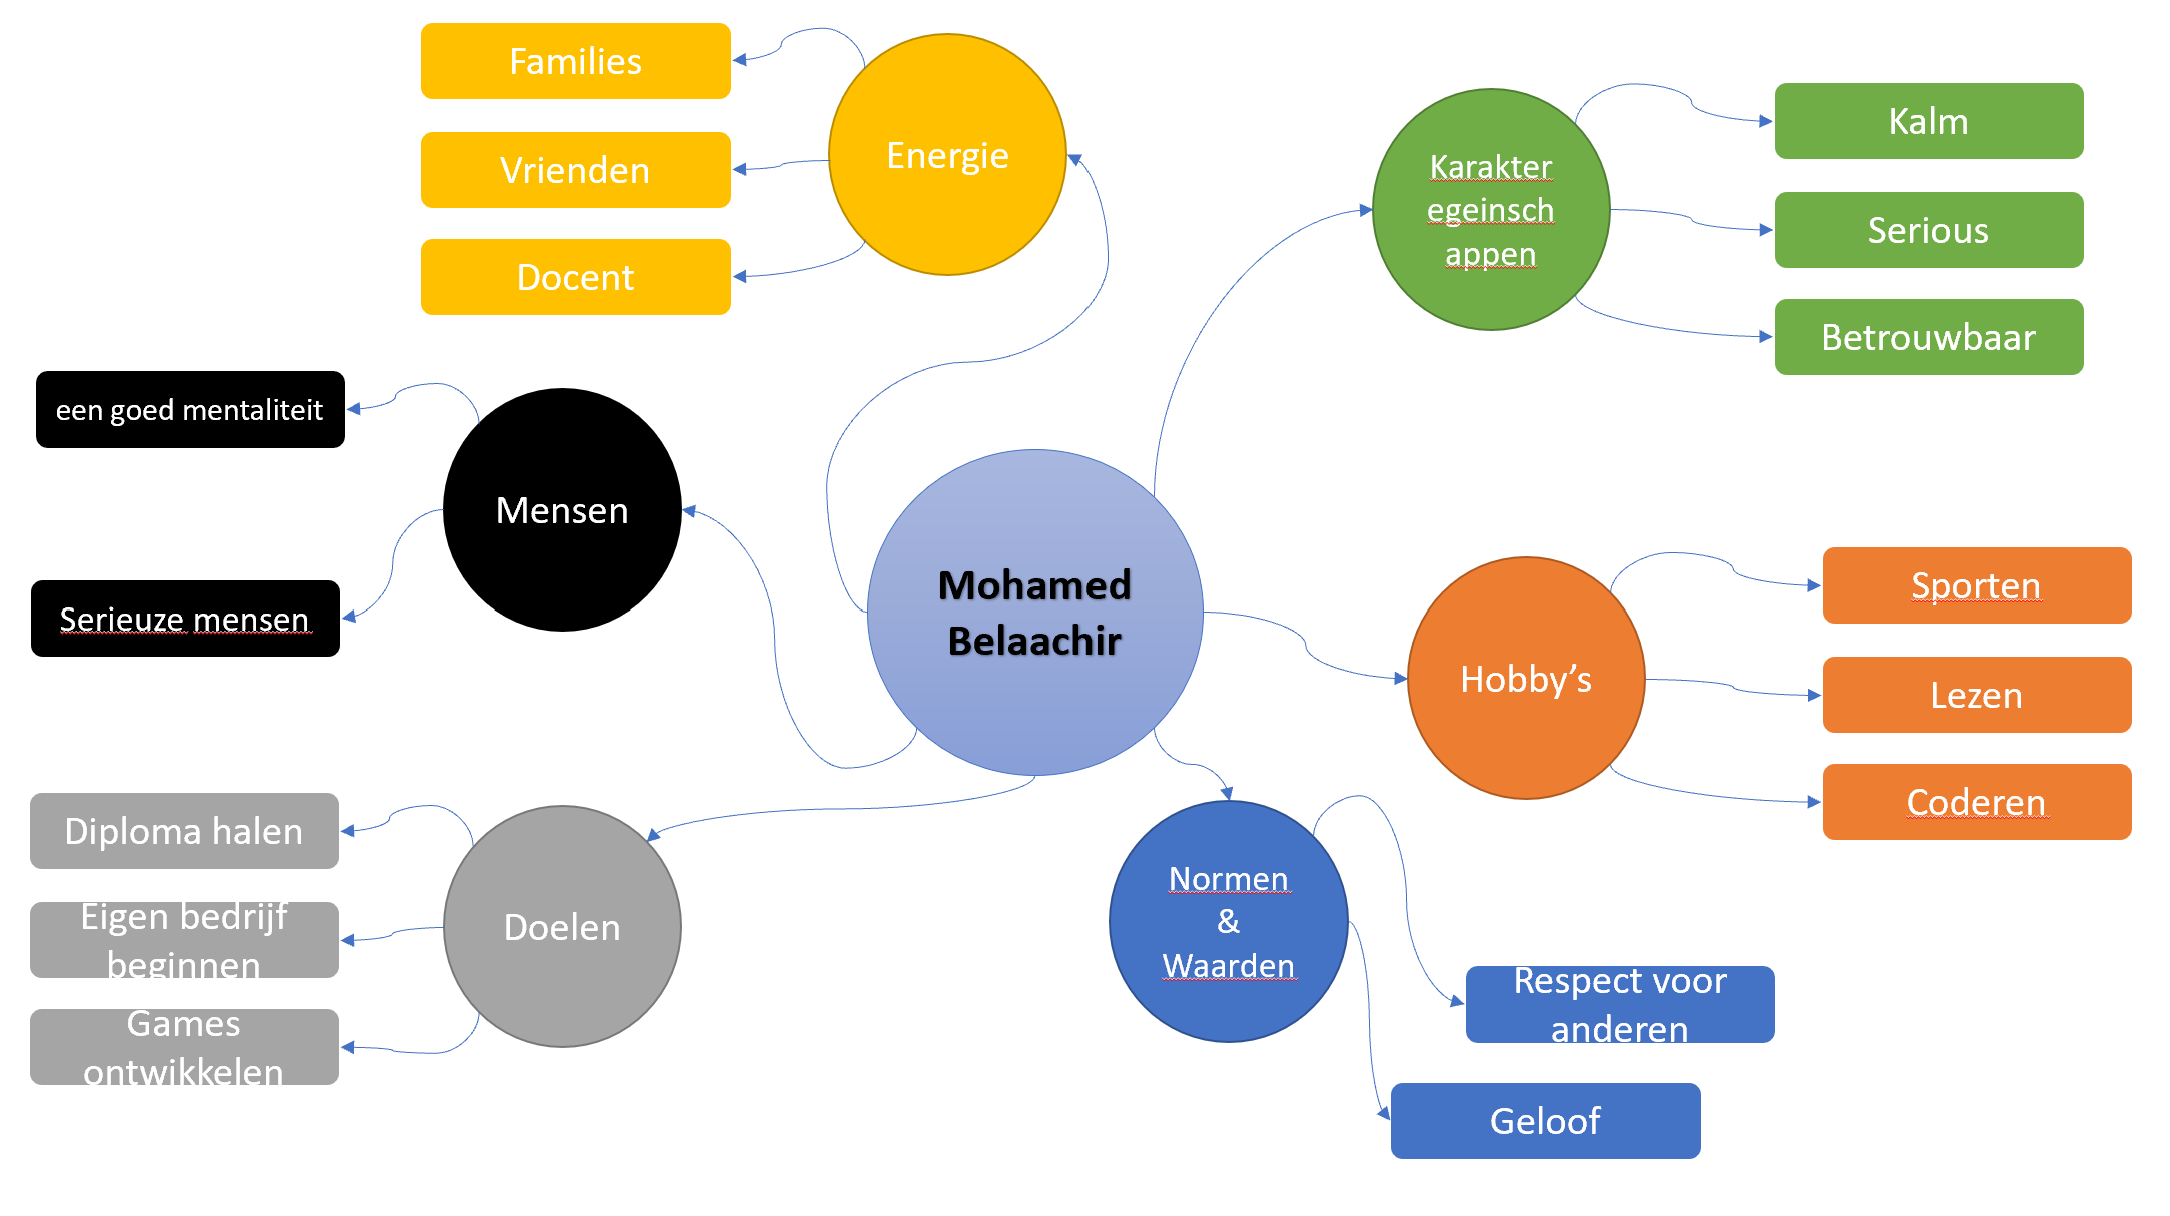 Families
Vrienden
Docent
Energie
Karakter
egeinsch
appen
Kalm
Serious
Betrouwbaar
een goed mentaliteit
Serieuze mensen
Mensen
Mohamed
Belaachir
Hobby's
Sporten
Lezen
Coderen
Diploma halen
Eigen bedrijf
beginnen
Games
ontwikkelen
Doelen
Normen
&
Waarden
Respect voor
anderen
Geloof